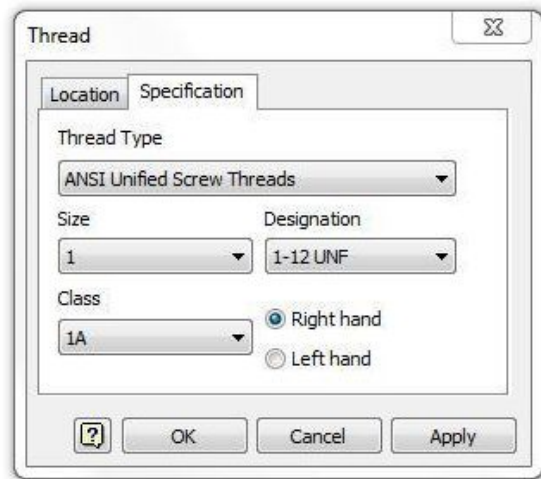 Thread
Location Specification
Thread Type
ANSI Unified Screw Threads
Size Designation
1 1-12 UNF
Class
1A
Right hand
Left hand
? OK Cancel Apply